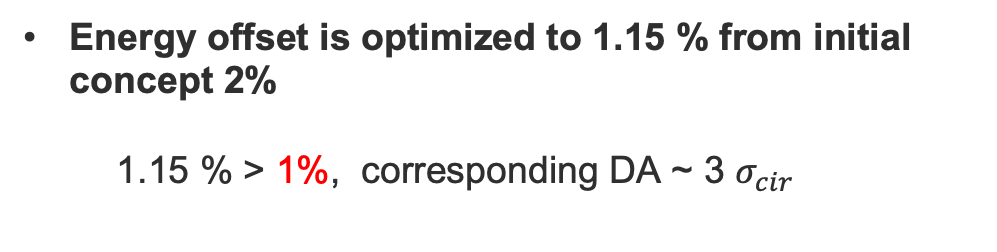 • Energy offset is optimized to 1.15 % from initial
concept 2%
1.15 % > 1%, corresponding DA ~ 3 𝜎𝑐𝑖𝑟